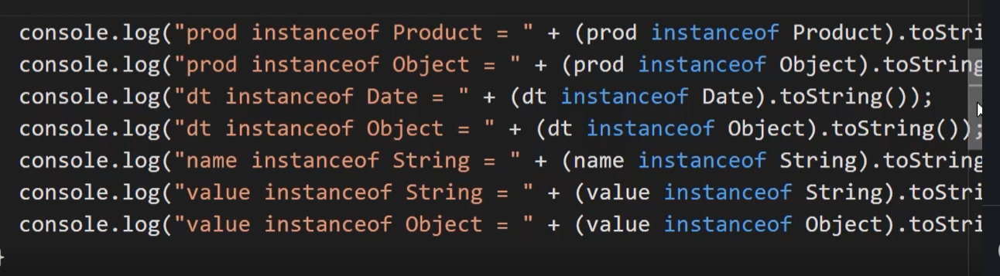 console.log("prod instanceof Product = " + (prod instanceof Product).toStri
console.log("prod instanceof Object = " + (prod instanceof Object).toString
console.log("dt instanceof Date = " + (dt instanceof Date).toString());
console.log("dt instanceof Object = " + (dt instanceof Object).toString());
console.log("name instanceof String = " + (name instanceof String).toString
console.log("value instanceof String = " + (value instanceof String).toStri
console.log("value instanceof Object = " + (value instanceof Object).toStri
}